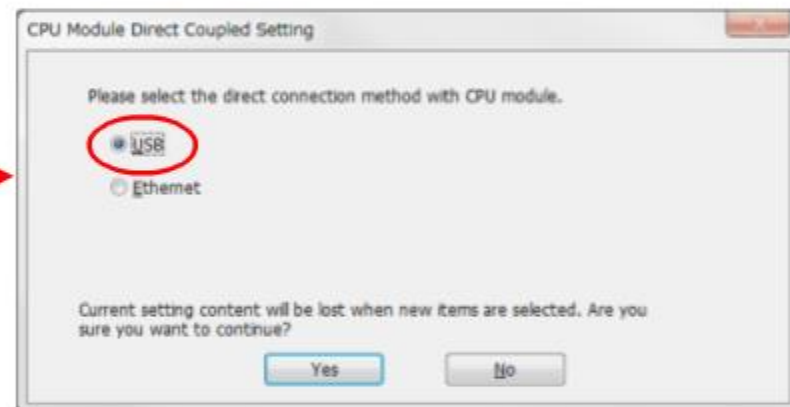 CPU Module Direct Coupled Setting
Please select the direct connection method with CPU module.
USB
Ethernet
Current setting content will be lost when new items are selected. Are you
sure you want to continue?
Yes
No